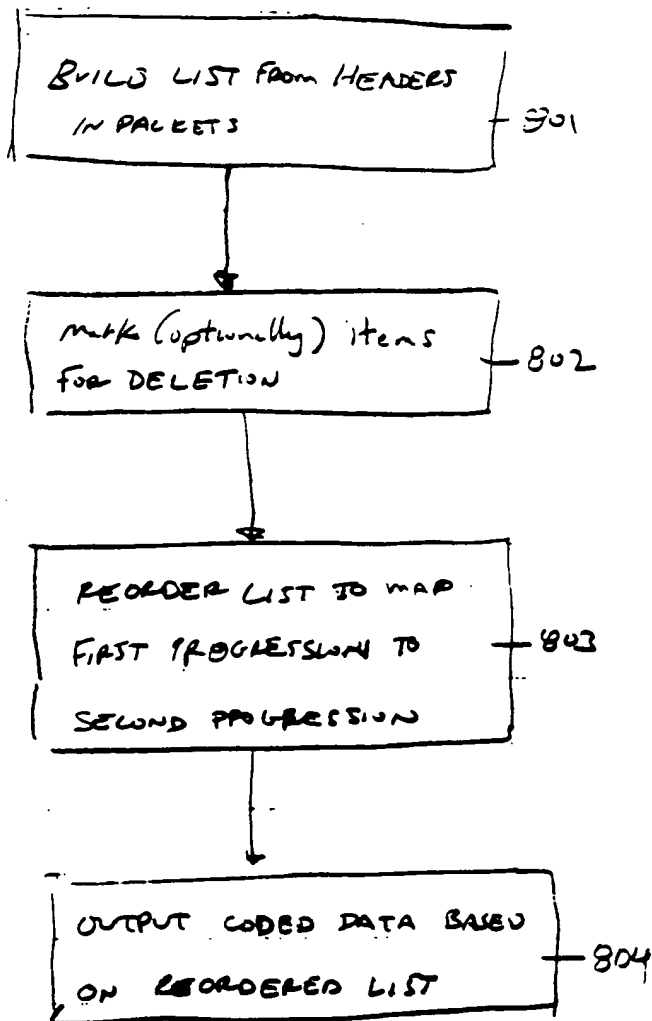 BUILD LIST FROM HEADERS
IN PACKETS
801
Mark (optionally) items
FOR DELETION
802
REORDER LIST TO MAP
FIRST PROGRESSION TO
SECOND PROGRESSION
803
OUTPUT CODED DATA BASED
ON REORDERED LIST
804